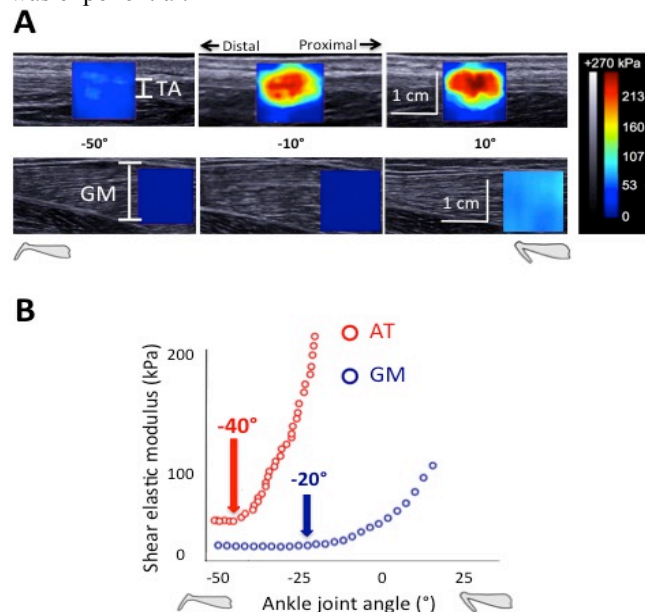 A
← Distal Proximal →
+270 kPa
TA
1 cm
213
160
107
53
0
-50° -10° 10°
GM
1 cm
B
Shear elastic modulus (kPa)
200
100
0
AT
GM
-40°
-20°
-50 -25 0 25
Ankle joint angle (°)